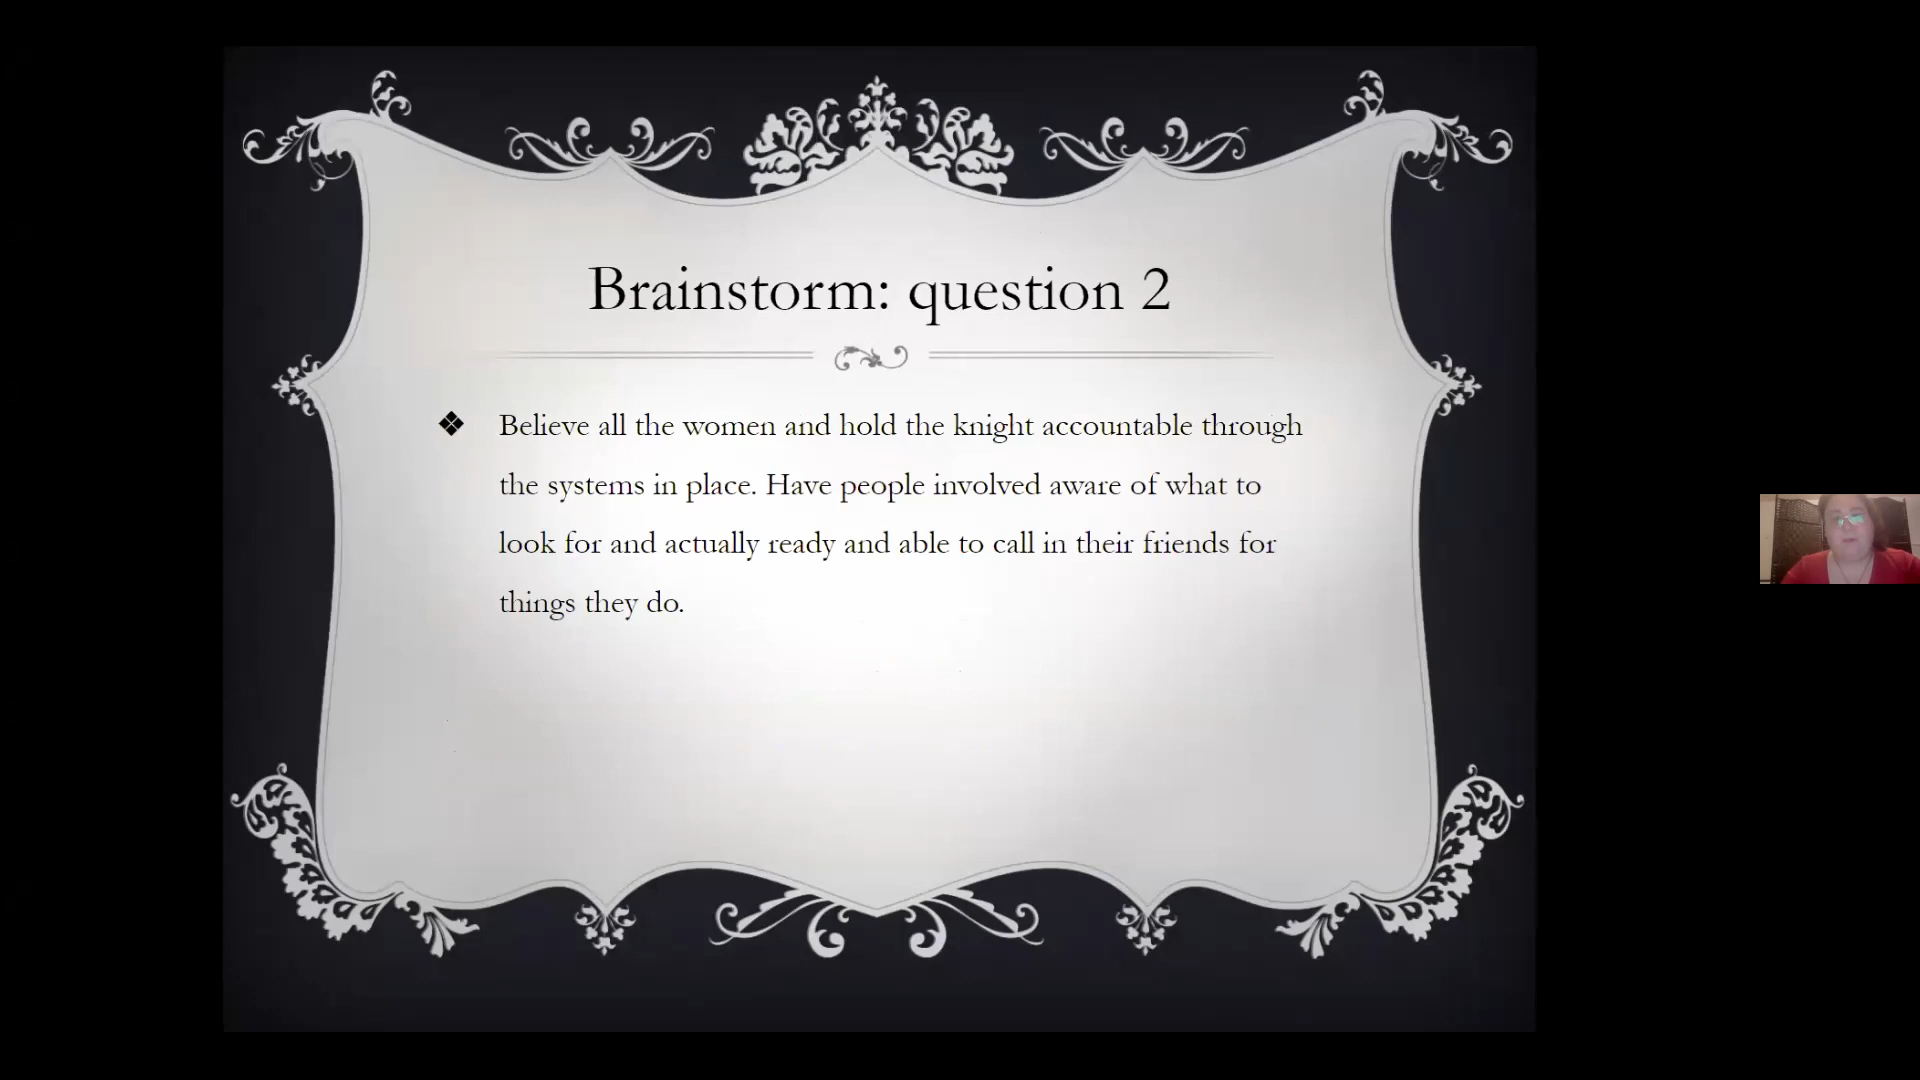 Brainstorm: question 2
Believe all the women and hold the knight accountable through
the systems in place. Have people involved aware of what to
look for and actually ready and able to call in their friends for
things they do.